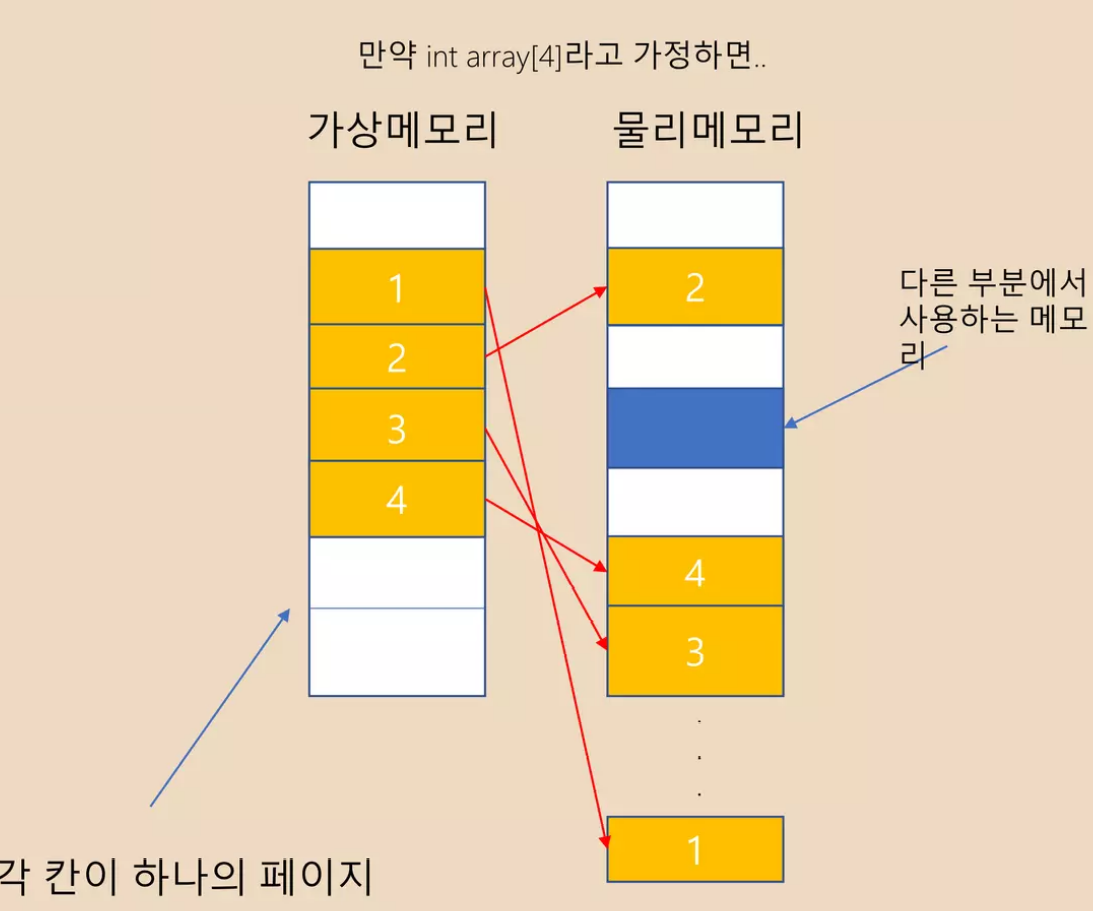 만약 int array[4]라고 가정하면..
가상메모리
물리메모리
1
2
3
4
2
4
3
.
.
.
1
다른 부분에서
사용하는 메모
리
각 칸이 하나의 페이지